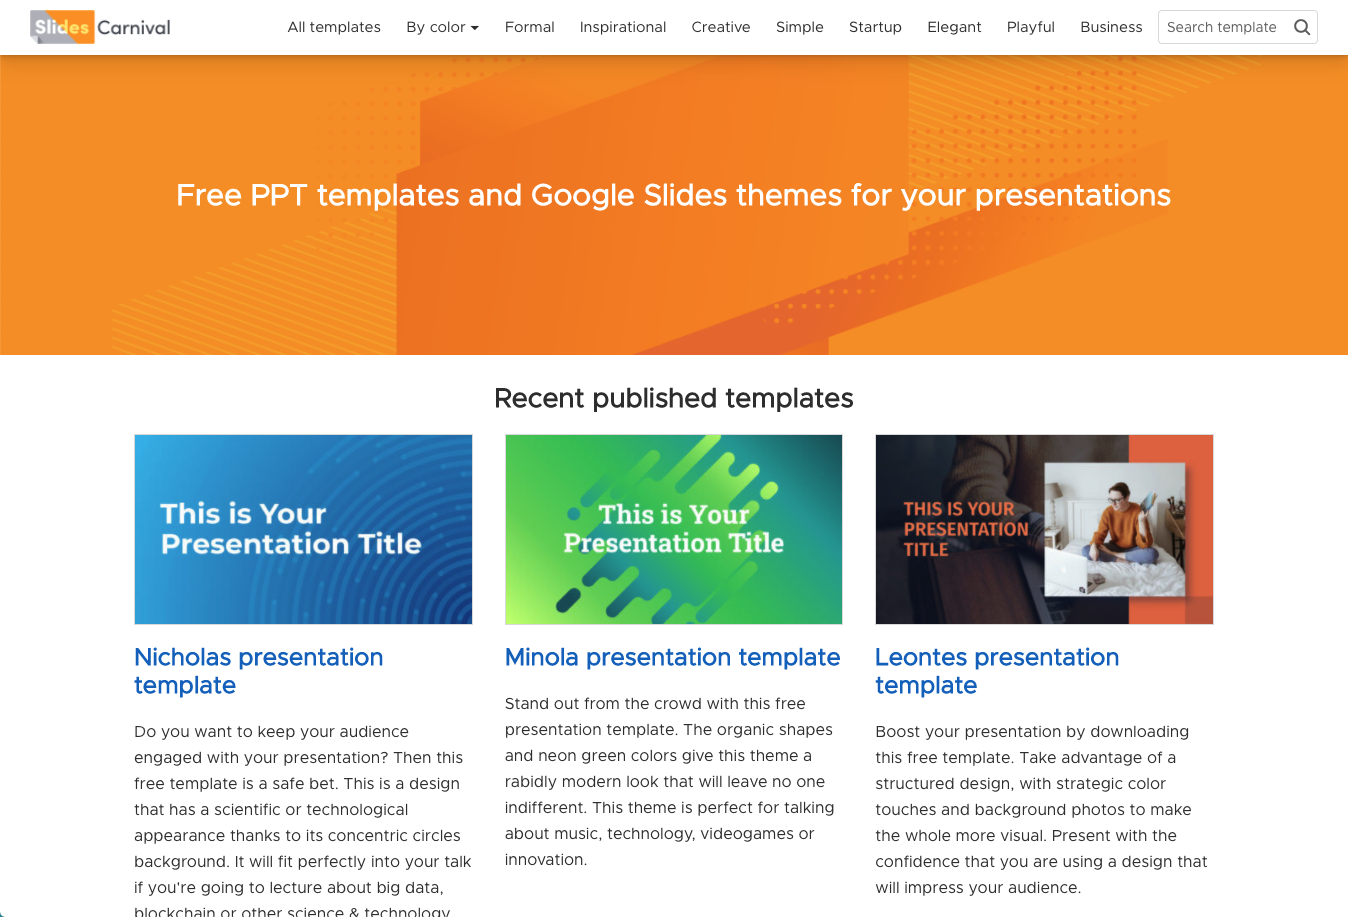 Slides Carnival
All templates By color Formal Inspirational Creative Simple Startup Elegant Playful Business Search template
Free PPT templates and Google Slides themes for your presentations
Recent published templates
This is Your
Presentation Title
Nicholas presentation
template
Do you want to keep your audience
engaged with your presentation? Then this
free template is a safe bet. This is a design
that has a scientific or technological
appearance thanks to its concentric circles
background. It will fit perfectly into your talk
if you're going to lecture about big data,
blockchain or other science & technology
This is Your
Presentation Title
Minola presentation template
Stand out from the crowd with this free
presentation template. The organic shapes
and neon green colors give this theme a
rabidly modern look that will leave no one
indifferent. This theme is perfect for talking
about music, technology, videogames or
innovation.
THIS IS YOUR
PRESENTATION
TITLE
Leontes presentation
template
Boost your presentation by downloading
this free template. Take advantage of a
structured design, with strategic color
touches and background photos to make
the whole more visual. Present with the
confidence that you are using a design that
will impress your audience.